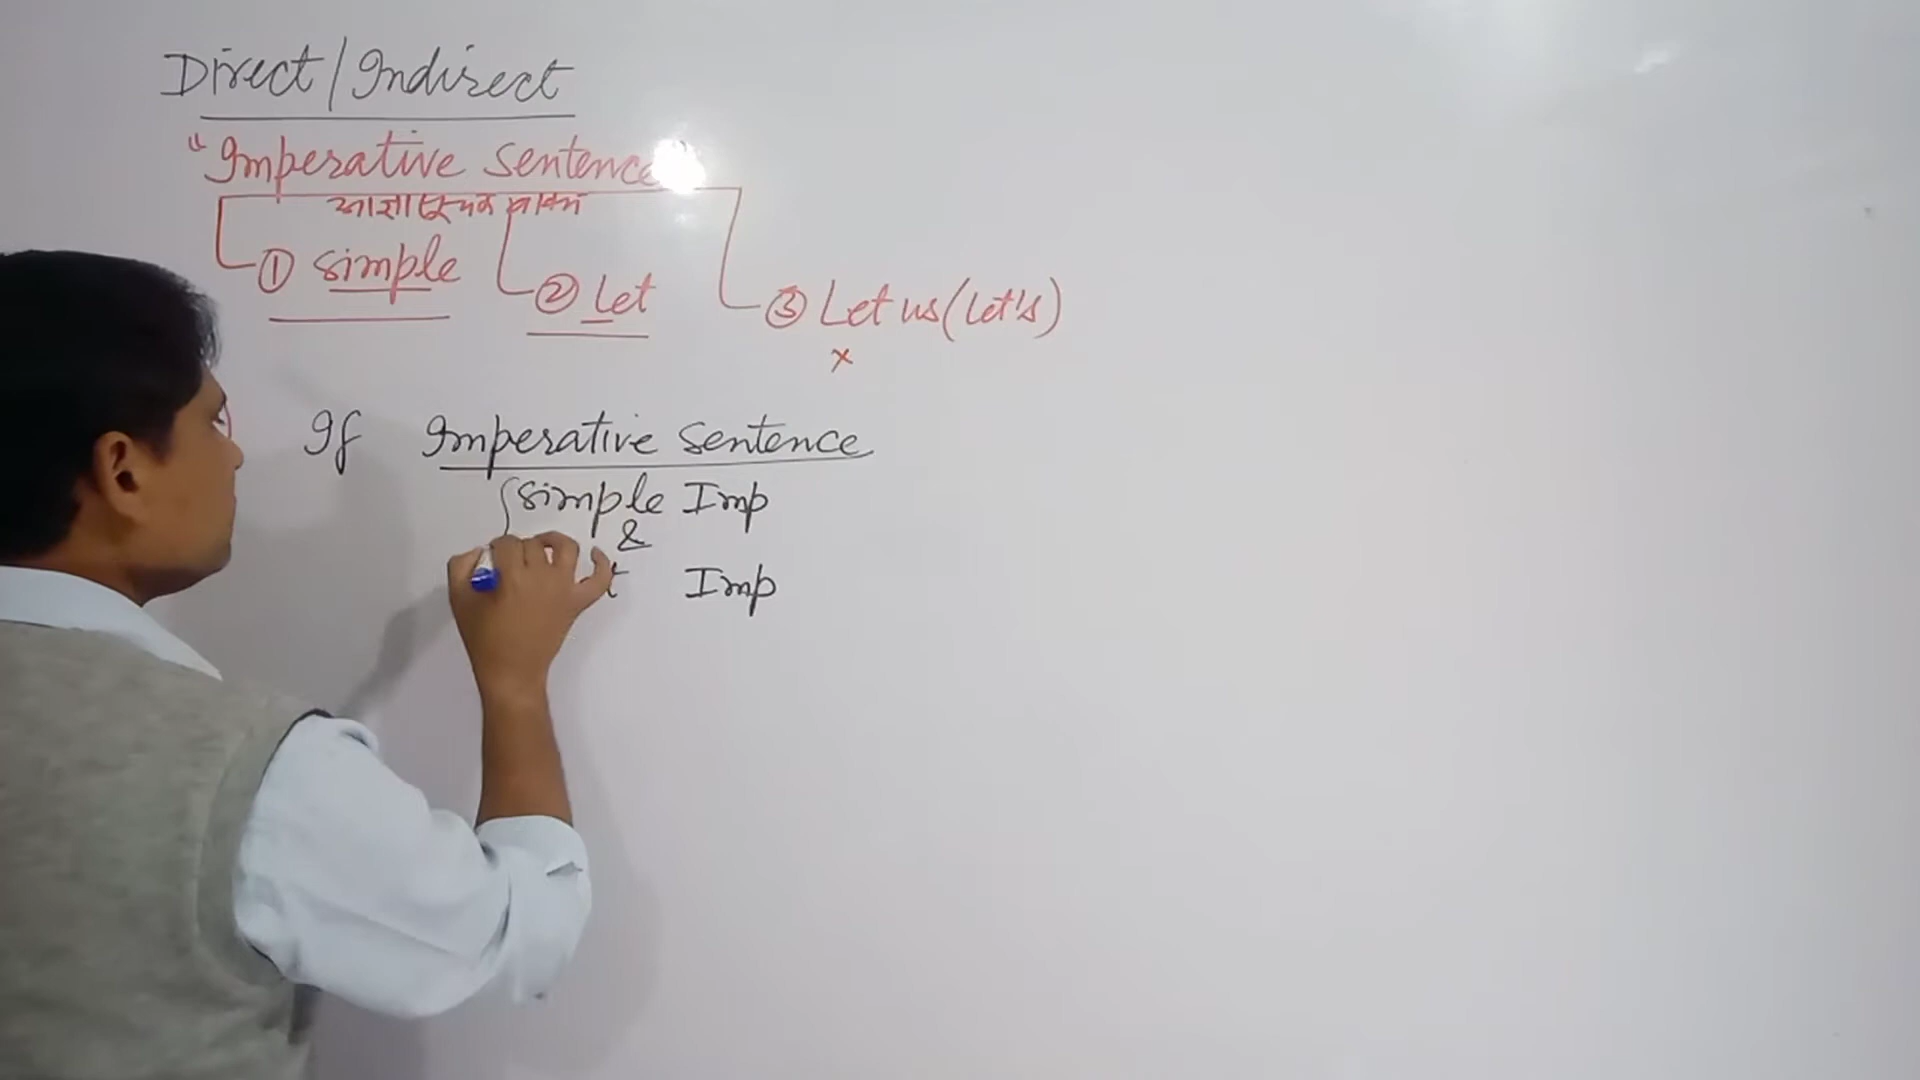 Direct/Indirect
"Imperative Sentence"
आज्ञासूचक वाक्य
① Simple
② Let
③ Let us (Let's)
×
If Imperative Sentence
Simple Imp
&
Imp